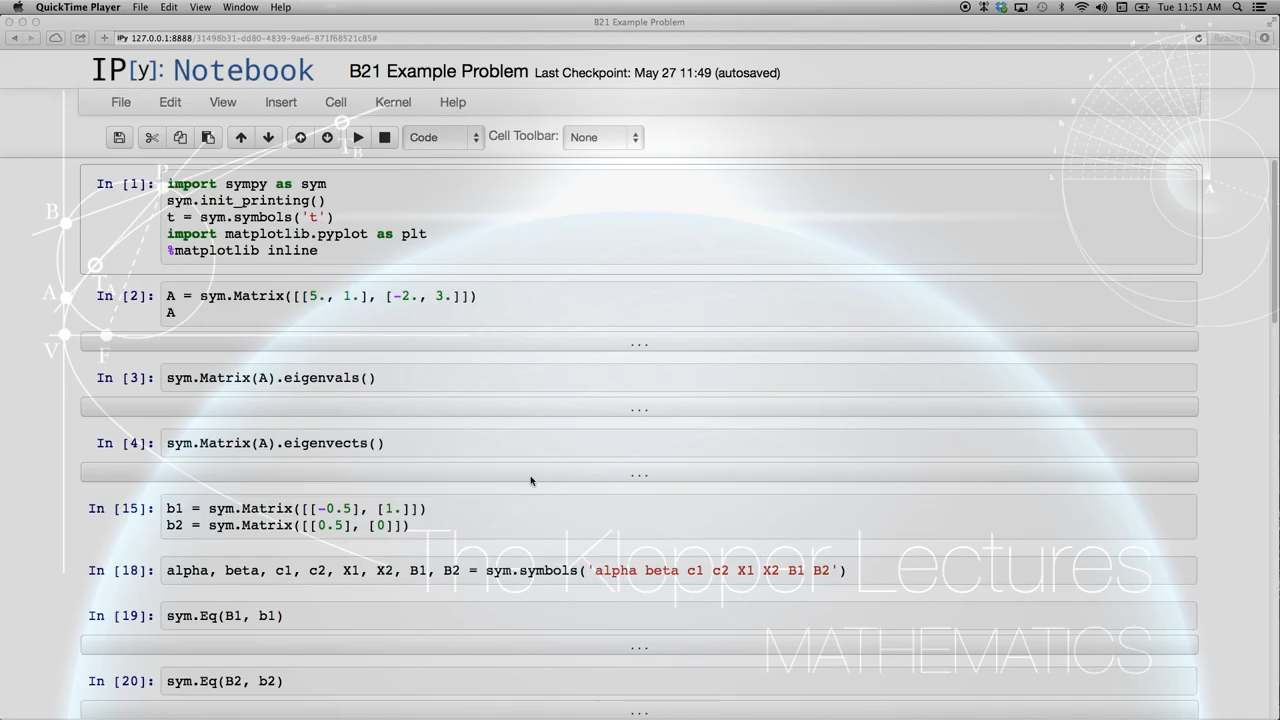 QuickTime Player File Edit View Window Help Tue 11:51 AM
B21 Example Problem
IPy 127.0.0.1:8888/31498b31-dd80-4839-9ae6-871f68521c85# Reader
IP[y]: Notebook B21 Example Problem Last Checkpoint: May 27 11:49 (autosaved)
File Edit View Insert Cell Kernel Help
Code Cell Toolbar: None
In [1]: import sympy as sym
sym.init_printing()
t = sym.symbols('t')
import matplotlib.pyplot as plt
%matplotlib inline
In [2]: A = sym.Matrix([[5., 1.], [-2., 3.]])
A
...
In [3]: sym.Matrix(A).eigenvals()
...
In [4]: sym.Matrix(A).eigenvects()
...
In [15]: b1 = sym.Matrix([[-0.5], [1.]])
b2 = sym.Matrix([[0.5], [0]])
The Klopper Lectures
In [18]: alpha, beta, c1, c2, X1, X2, B1, B2 = sym.symbols('alpha beta c1 c2 X1 X2 B1 B2')
In [19]: sym.Eq(B1, b1)
...
MATHEMATICS
In [20]: sym.Eq(B2, b2)
...
B
P
T
B
A
T
A
V
F
A